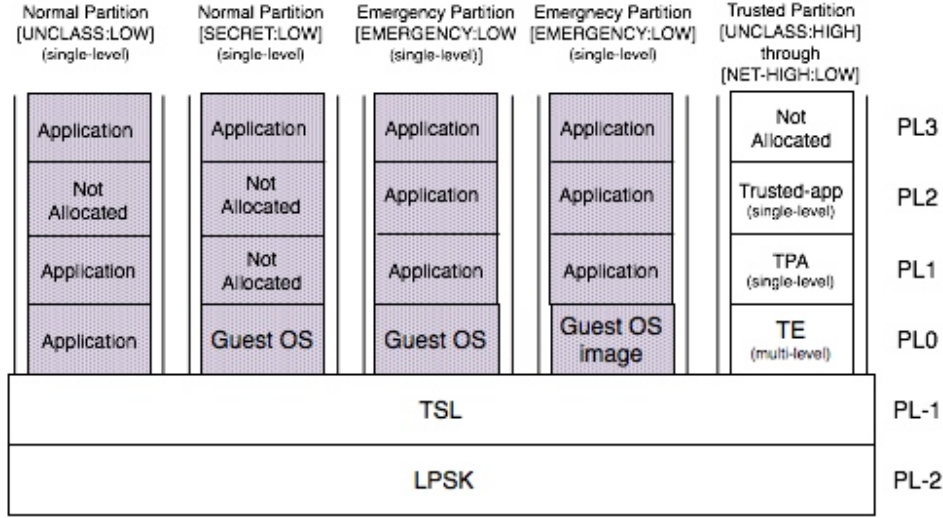 Normal Partition
[UNCLASS:LOW]
(single-level)
Normal Partition
[SECRET:LOW]
(single-level)
Emergency Partition
[EMERGENCY:LOW
(single-level)]
Emergnecy Partition
[EMERGENCY:LOW]
(single-level)
Trusted Partition
[UNCLASS:HIGH]
through
[NET-HIGH:LOW]
Application
Application
Application
Application
Not
Allocated
PL3
Not
Allocated
Not
Allocated
Application
Application
Trusted-app
(single-level)
PL2
Application
Not
Allocated
Application
Application
TPA
(single-level)
PL1
Application
Guest OS
Guest OS
Guest OS
image
TE
(multi-level)
PL0
TSL
PL-1
LPSK
PL-2